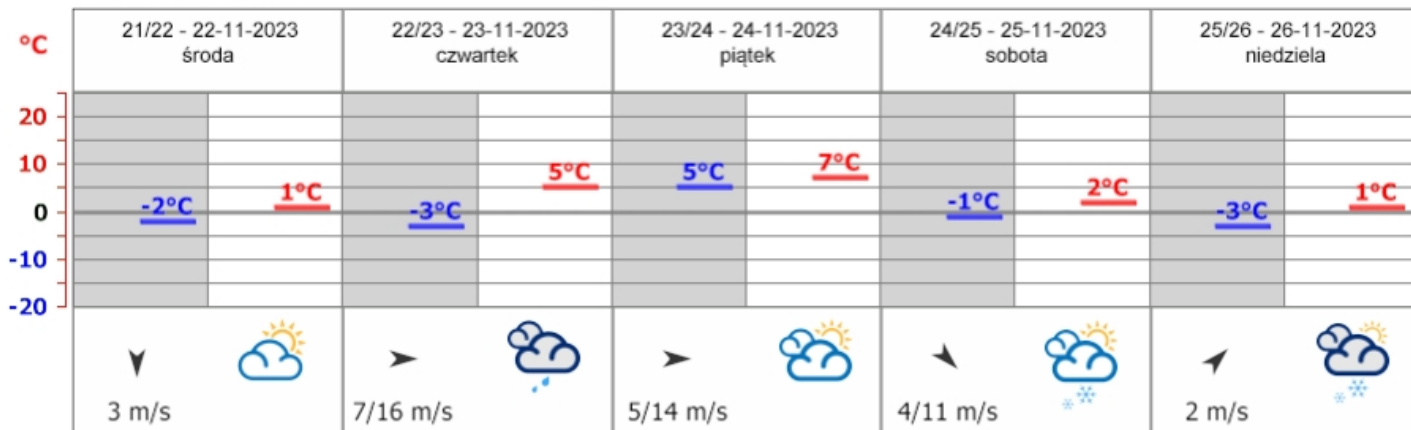 °C
21/22 - 22-11-2023
środa
22/23 - 23-11-2023
czwartek
23/24 - 24-11-2023
piątek
24/25 - 25-11-2023
sobota
25/26 - 26-11-2023
niedziela
20
10
0
-10
-20
-2°C
1°C
-3°C
5°C
5°C
7°C
-1°C
2°C
-3°C
1°C
3 m/s
7/16 m/s
5/14 m/s
4/11 m/s
2 m/s